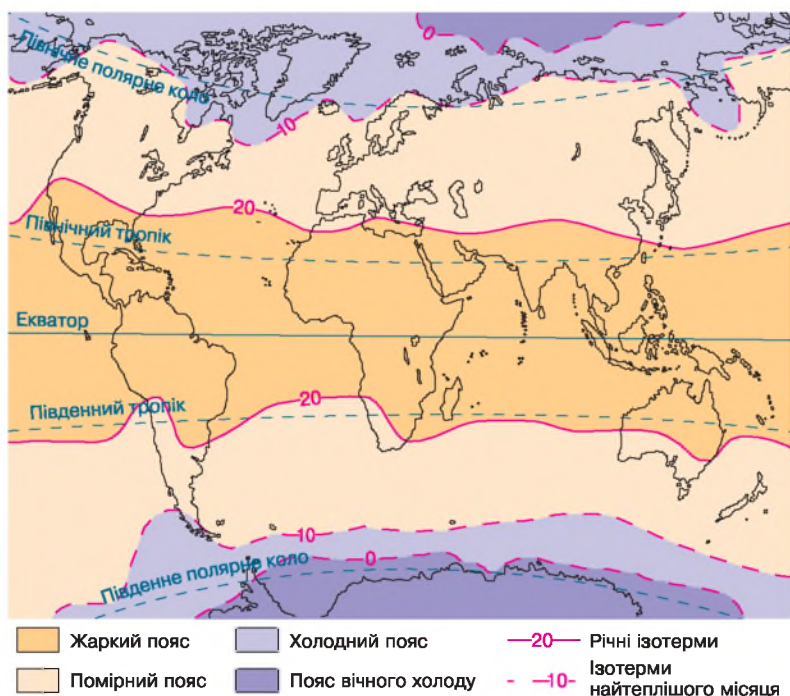 0
Північне полярне коло
10
20
Північний тропік
Екватор
Південний тропік
20
10
0
Південне полярне коло
Жаркий пояс
Холодний пояс
20 Річні ізотерми
Помірний пояс
Пояс вічного холоду
10 Ізотерми
найтеплішого місяця